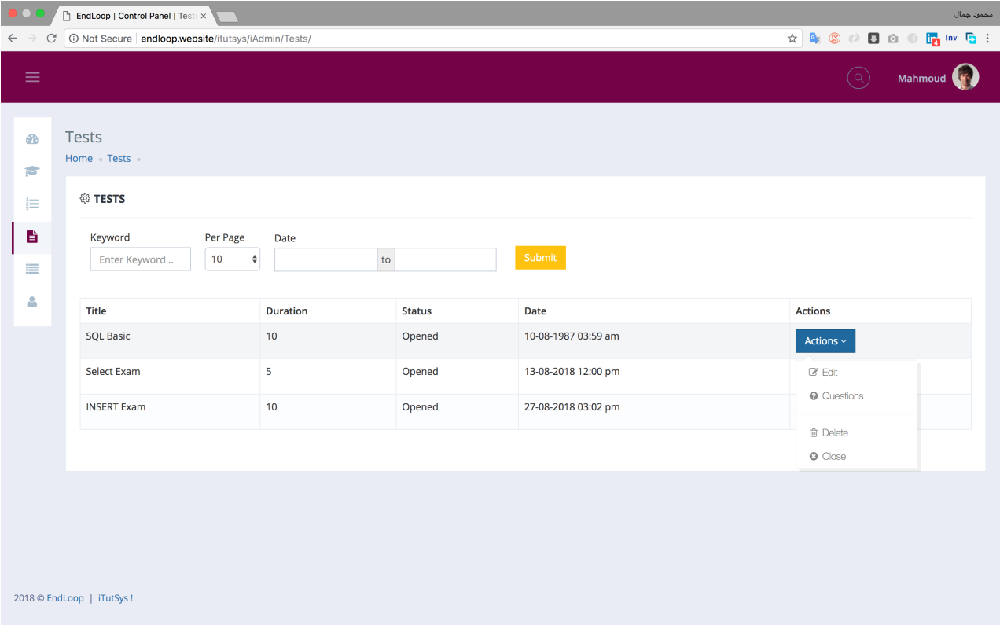 EndLoop | Control Panel | Test
محمود جمال
Not Secure endloop.website/itutsys/iAdmin/Tests/
4 Inv
Mahmoud
Tests
Home Tests
TESTS
Keyword Per Page Date
Enter Keyword .. 10 to Submit
Title Duration Status Date Actions
SQL Basic 10 Opened 10-08-1987 03:59 am Actions
Select Exam 5 Opened 13-08-2018 12:00 pm
INSERT Exam 10 Opened 27-08-2018 03:02 pm
Edit
Questions
Delete
Close
2018 © EndLoop | iTutSys !